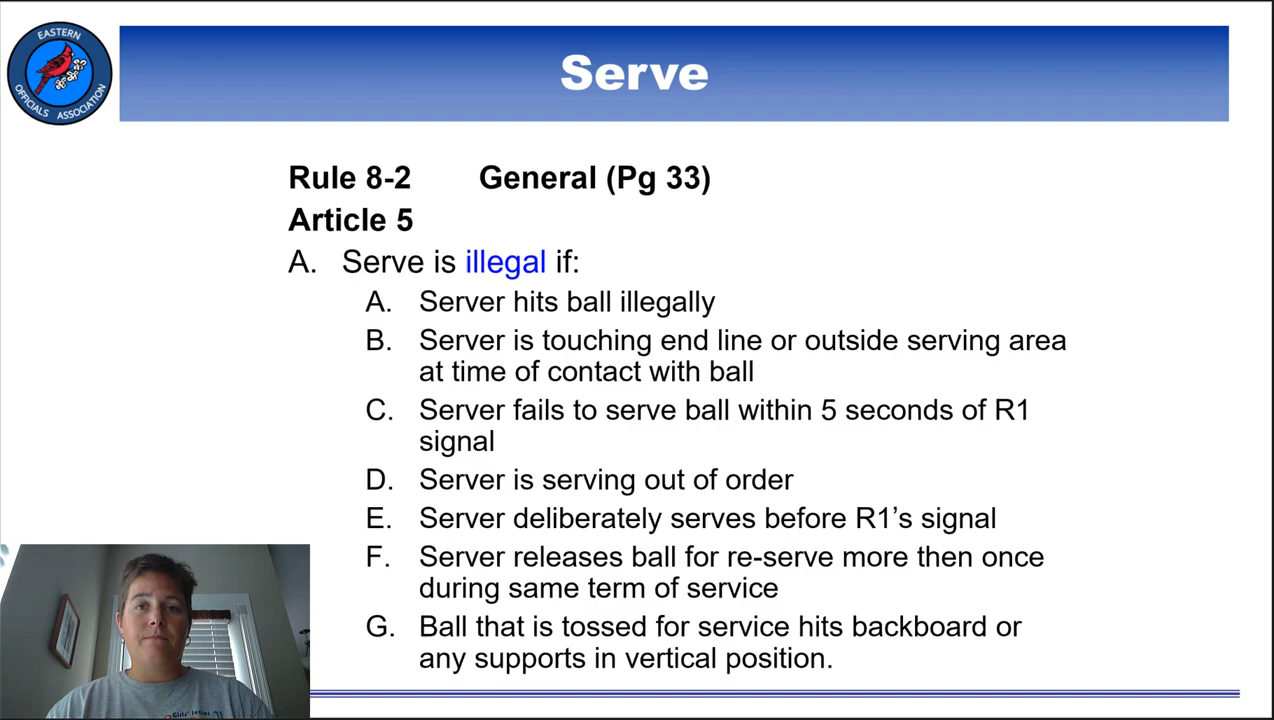 EASTERN
OFFICIALS ASSOCIATION
Serve
Rule 8-2 General (Pg 33)
Article 5
A. Serve is illegal if:
A. Server hits ball illegally
B. Server is touching end line or outside serving area
at time of contact with ball
C. Server fails to serve ball within 5 seconds of R1
signal
D. Server is serving out of order
E. Server deliberately serves before R1’s signal
F. Server releases ball for re-serve more then once
during same term of service
G. Ball that is tossed for service hits backboard or
any supports in vertical position.